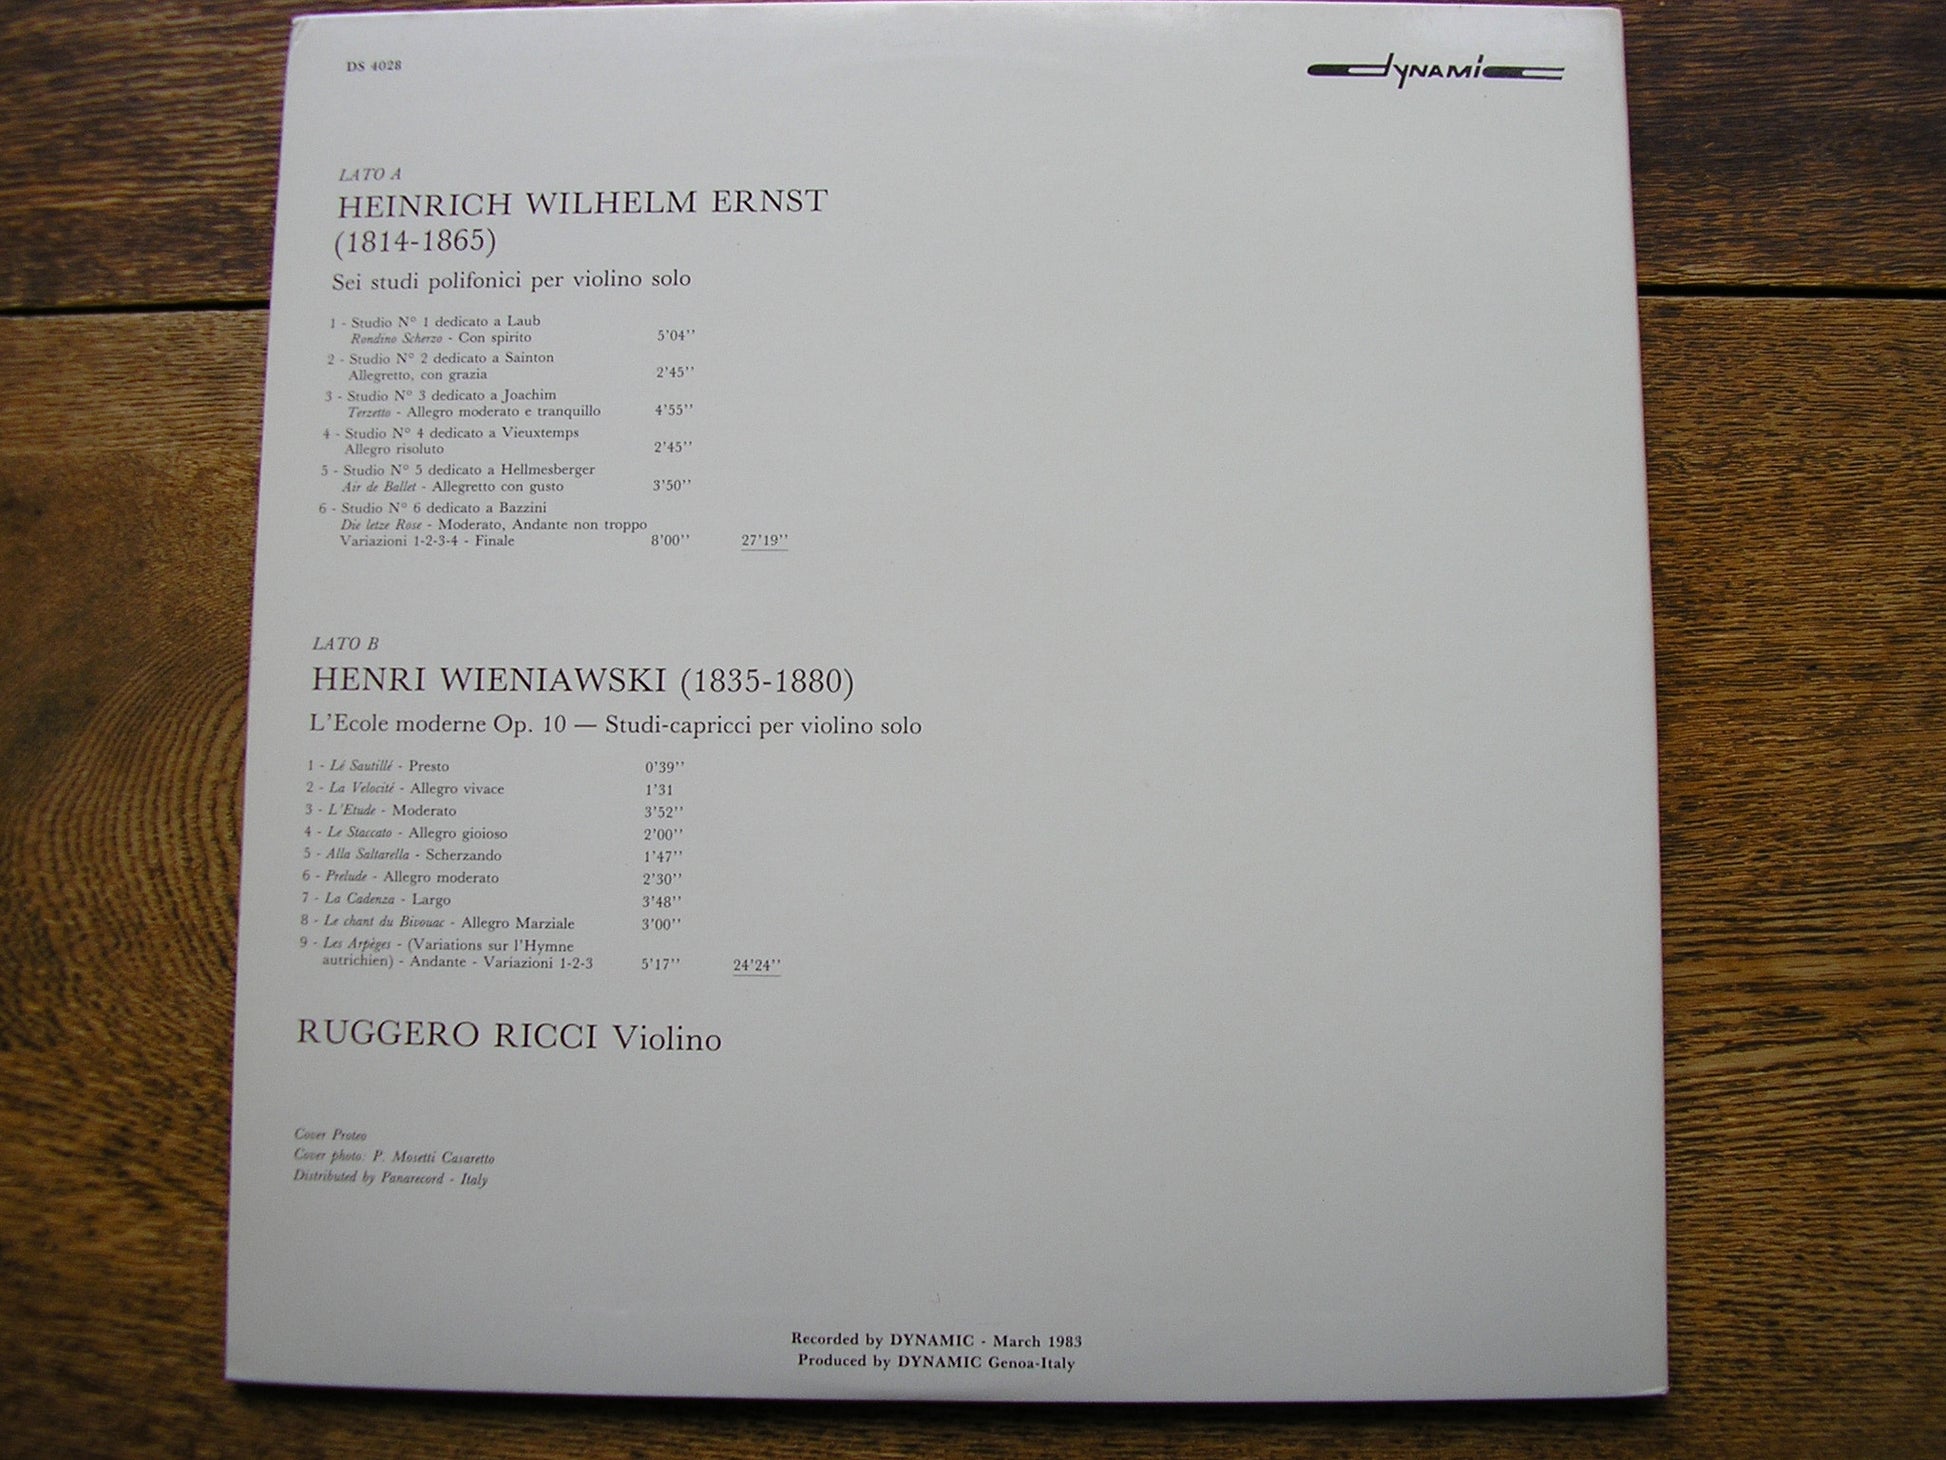 DS 4028
dynamic
LATO A
HEINRICH WILHELM ERNST
(1814-1865)
Sei studi polifonici per violino solo
1 - Studio N° 1 dedicato a Laub
Rondino Scherzo - Con spirito 5'04''
2 - Studio N° 2 dedicato a Sainton
Allegretto, con grazia 2'45''
3 - Studio N° 3 dedicato a Joachim
Terzetto - Allegro moderato e tranquillo 4'55''
4 - Studio N° 4 dedicato a Vieuxtemps
Allegro risoluto 2'45''
5 - Studio N° 5 dedicato a Hellmesberger
Air de Ballet - Allegretto con gusto 3'50''
6 - Studio N° 6 dedicato a Bazzini
Die letze Rose - Moderato, Andante non troppo
Variazioni 1-2-3-4 - Finale 8'00'' 27'19''
LATO B
HENRI WIENIAWSKI (1835-1880)
L'Ecole moderne Op. 10 — Studi-capricci per violino solo
1 - Lé Sautillé - Presto 0'39''
2 - La Velocité - Allegro vivace 1'31
3 - L'Etude - Moderato 3'52''
4 - Le Staccato - Allegro gioioso 2'00''
5 - Alla Saltarella - Scherzando 1'47''
6 - Prelude - Allegro moderato 2'30''
7 - La Cadenza - Largo 3'48''
8 - Le chant du Bivouac - Allegro Marziale 3'00''
9 - Les Arpèges - (Variations sur l'Hymne
autrichien) - Andante - Variazioni 1-2-3 5'17'' 24'24''
RUGGERO RICCI Violino
Cover Proteo
Cover photo: P. Mosetti Casaretto
Distributed by Panarecord - Italy
Recorded by DYNAMIC - March 1983
Produced by DYNAMIC Genoa-Italy